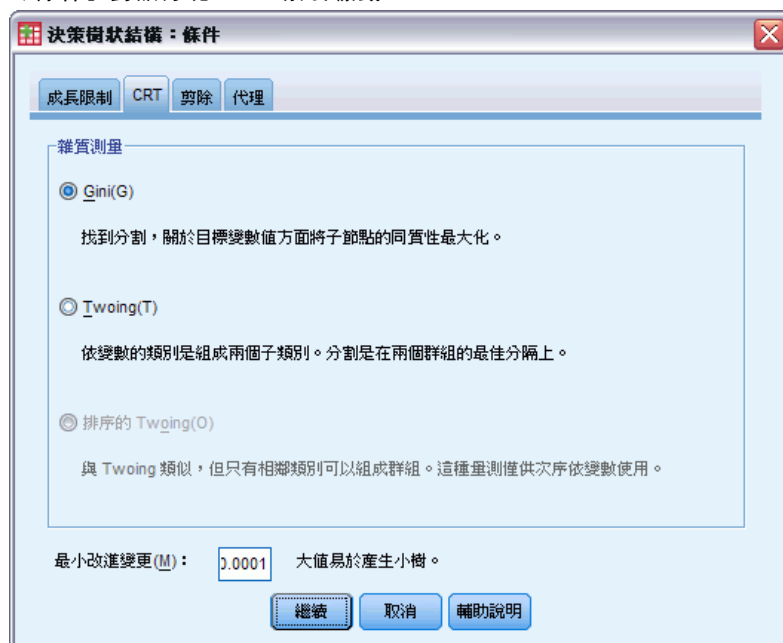 決策樹狀結構：條件
成長限制 CRT 剪除 代理
雜質測量
Gini(G)
找到分割，關於目標變數值方面將子節點的同質性最大化。
Twoing(T)
依變數的類別是組成兩個子類別。分割是在兩個群組的最佳分隔上。
排序的 Twoing(O)
與 Twoing 類似，但只有相鄰類別可以組成群組。這種量測僅供次序依變數使用。
最小改進變更(M)： 0.0001 大值易於產生小樹。
繼續 取消 輔助說明